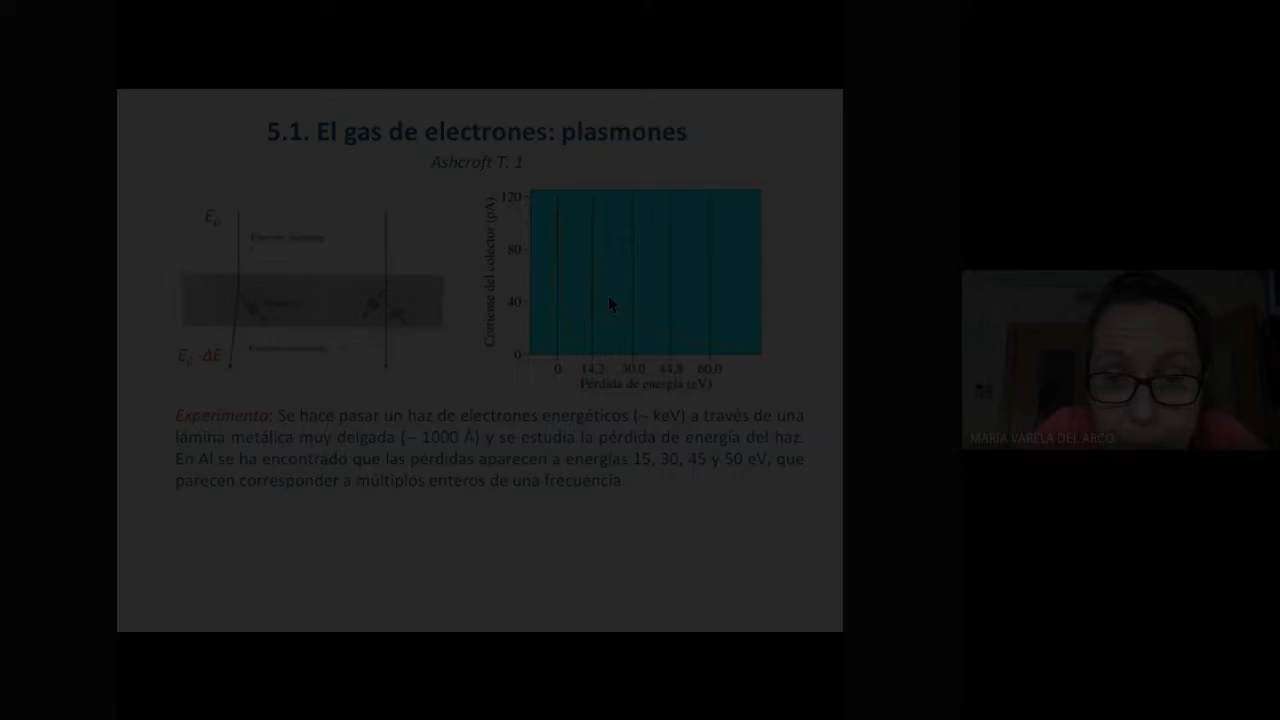 5.1. El gas de electrones: plasmones
Ashcroft T. 1
E₀
E₀ -ΔE
Corriente del colector (pA)
120
80
40
0
0 14,2 30,0 44,8 60,0
Pérdida de energía (eV)
Experimento: Se hace pasar un haz de electrones energéticos (~ keV) a través de una
lámina metálica muy delgada (~ 1000 Å) y se estudia la pérdida de energía del haz.
En Al se ha encontrado que las pérdidas aparecen a energías 15, 30, 45 y 50 eV, que
parecen corresponder a múltiplos enteros de una frecuencia.
MARIA VARELA DEL ARCO